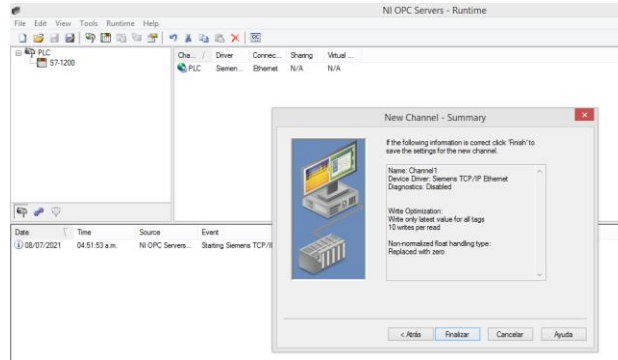 NI OPC Servers - Runtime
File Edit View Tools Runtime Help
PLC
S7-1200
Cha... / Driver Connec... Sharing Virtual ...
PLC Siemen... Ethernet N/A N/A
New Channel - Summary
If the following information is correct click 'Finish' to
save the settings for the new channel.
Name: Channel1
Device Driver: Siemens TCP/IP Ethernet
Diagnostics: Disabled
Write Optimization:
Write only latest value for all tags
10 writes per read
Non-normalized float handling type:
Replaced with zero
< Atrás Finalizar Cancelar Ayuda
Date Time Source Event
08/07/2021 04:51:53 a.m. NI OPC Servers... Starting Siemens TCP/I